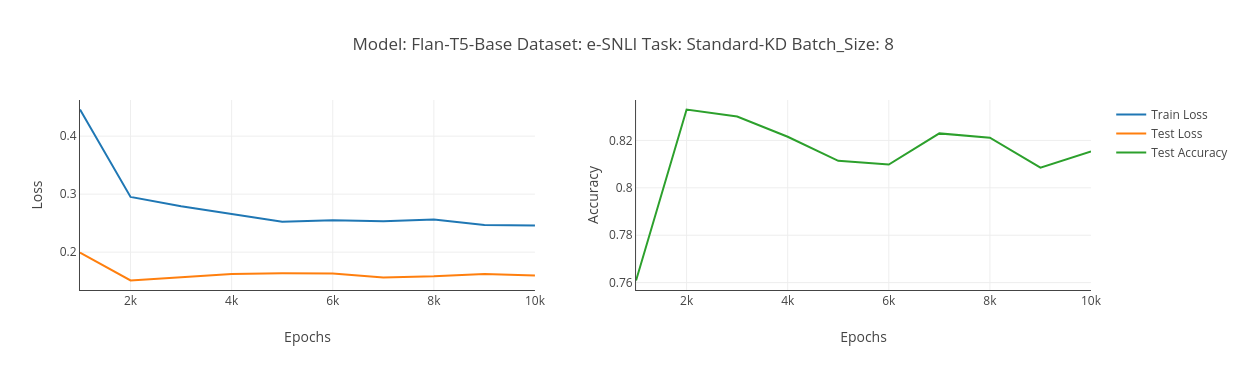 Model: Flan-T5-Base Dataset: e-SNLI Task: Standard-KD Batch_Size: 8
Loss
0.4
0.3
0.2
2k 4k 6k 8k 10k
Epochs
Accuracy
0.82
0.8
0.78
0.76
2k 4k 6k 8k 10k
Epochs
Train Loss
Test Loss
Test Accuracy